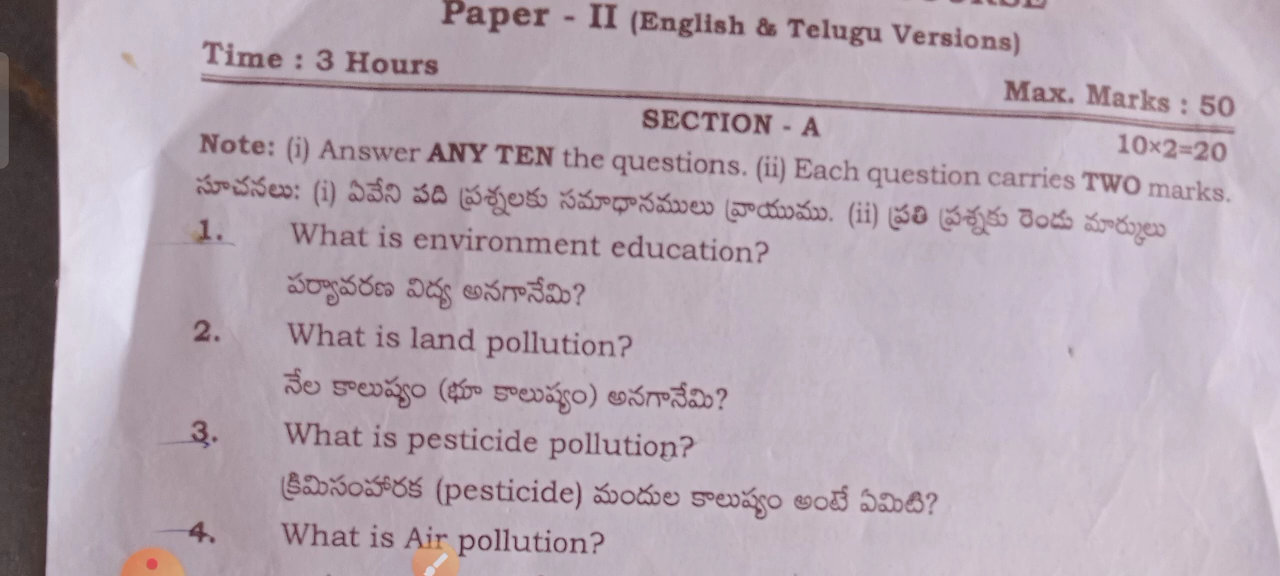 Paper - II (English & Telugu Versions)
Time : 3 Hours
Max. Marks : 50
SECTION - A
10×2=20
Note: (i) Answer ANY TEN the questions. (ii) Each question carries TWO marks.
సూచనలు: (i) ఏవేని పది ప్రశ్నలకు సమాధానములు వ్రాయుము. (ii) ప్రతి ప్రశ్నకు రెండు మార్కులు
1. What is environment education?
పర్యావరణ విద్య అనగానేమి?
2. What is land pollution?
నేల కాలుష్యం (భూ కాలుష్యం) అనగానేమి?
3. What is pesticide pollution?
క్రిమిసంహారక (pesticide) మందుల కాలుష్యం అంటే ఏమిటి?
4. What is Air pollution?